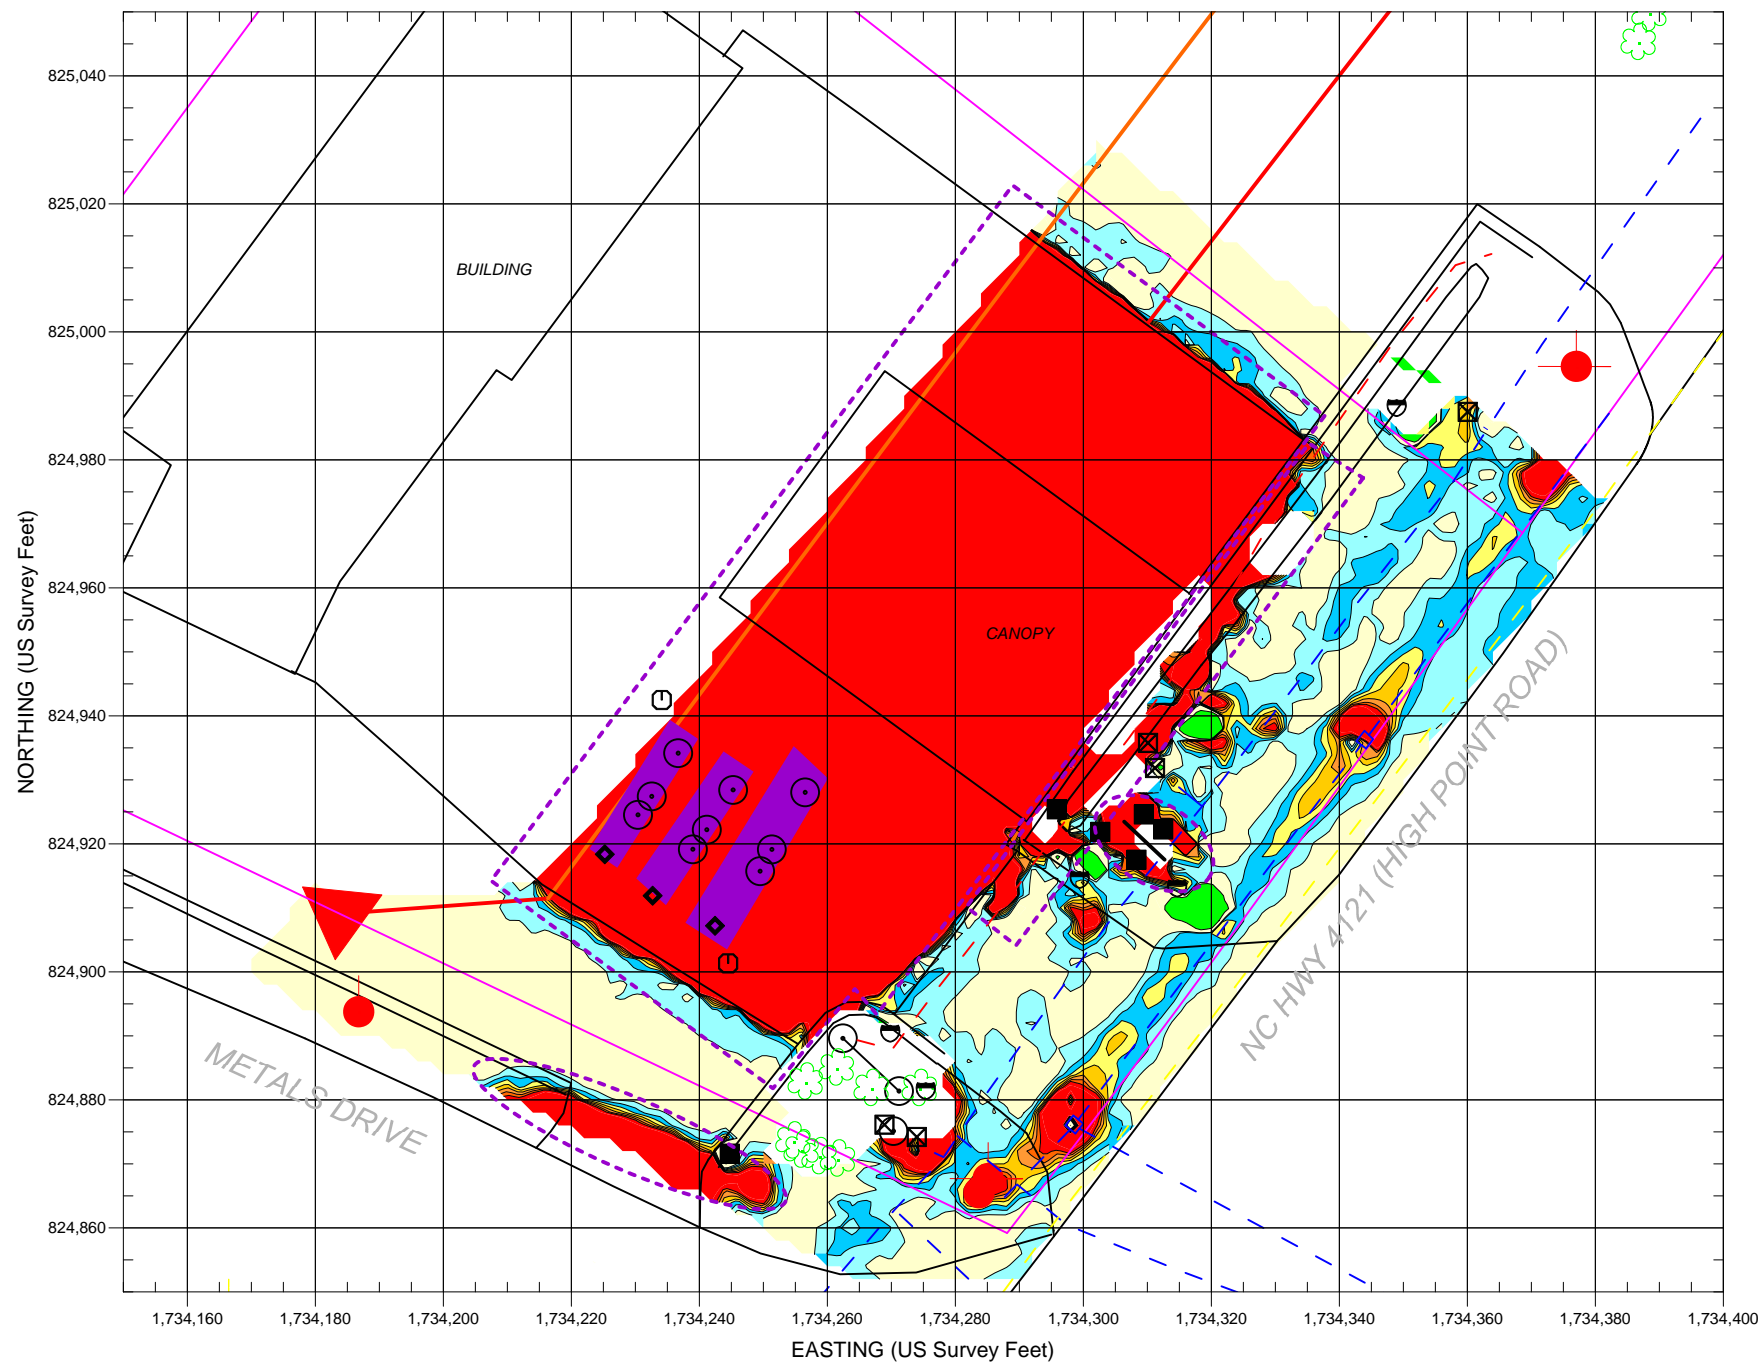 825,040
825,020
825,000
824,980
824,960
824,940
824,920
824,900
824,880
824,860
NORTHING (US Survey Feet)
BUILDING
CANOPY
METALS DRIVE
NC HWY 4121 (HIGH POINT ROAD)
1,734,160 1,734,180 1,734,200 1,734,220 1,734,240 1,734,260 1,734,280 1,734,300 1,734,320 1,734,340 1,734,360 1,734,380 1,734,400
EASTING (US Survey Feet)